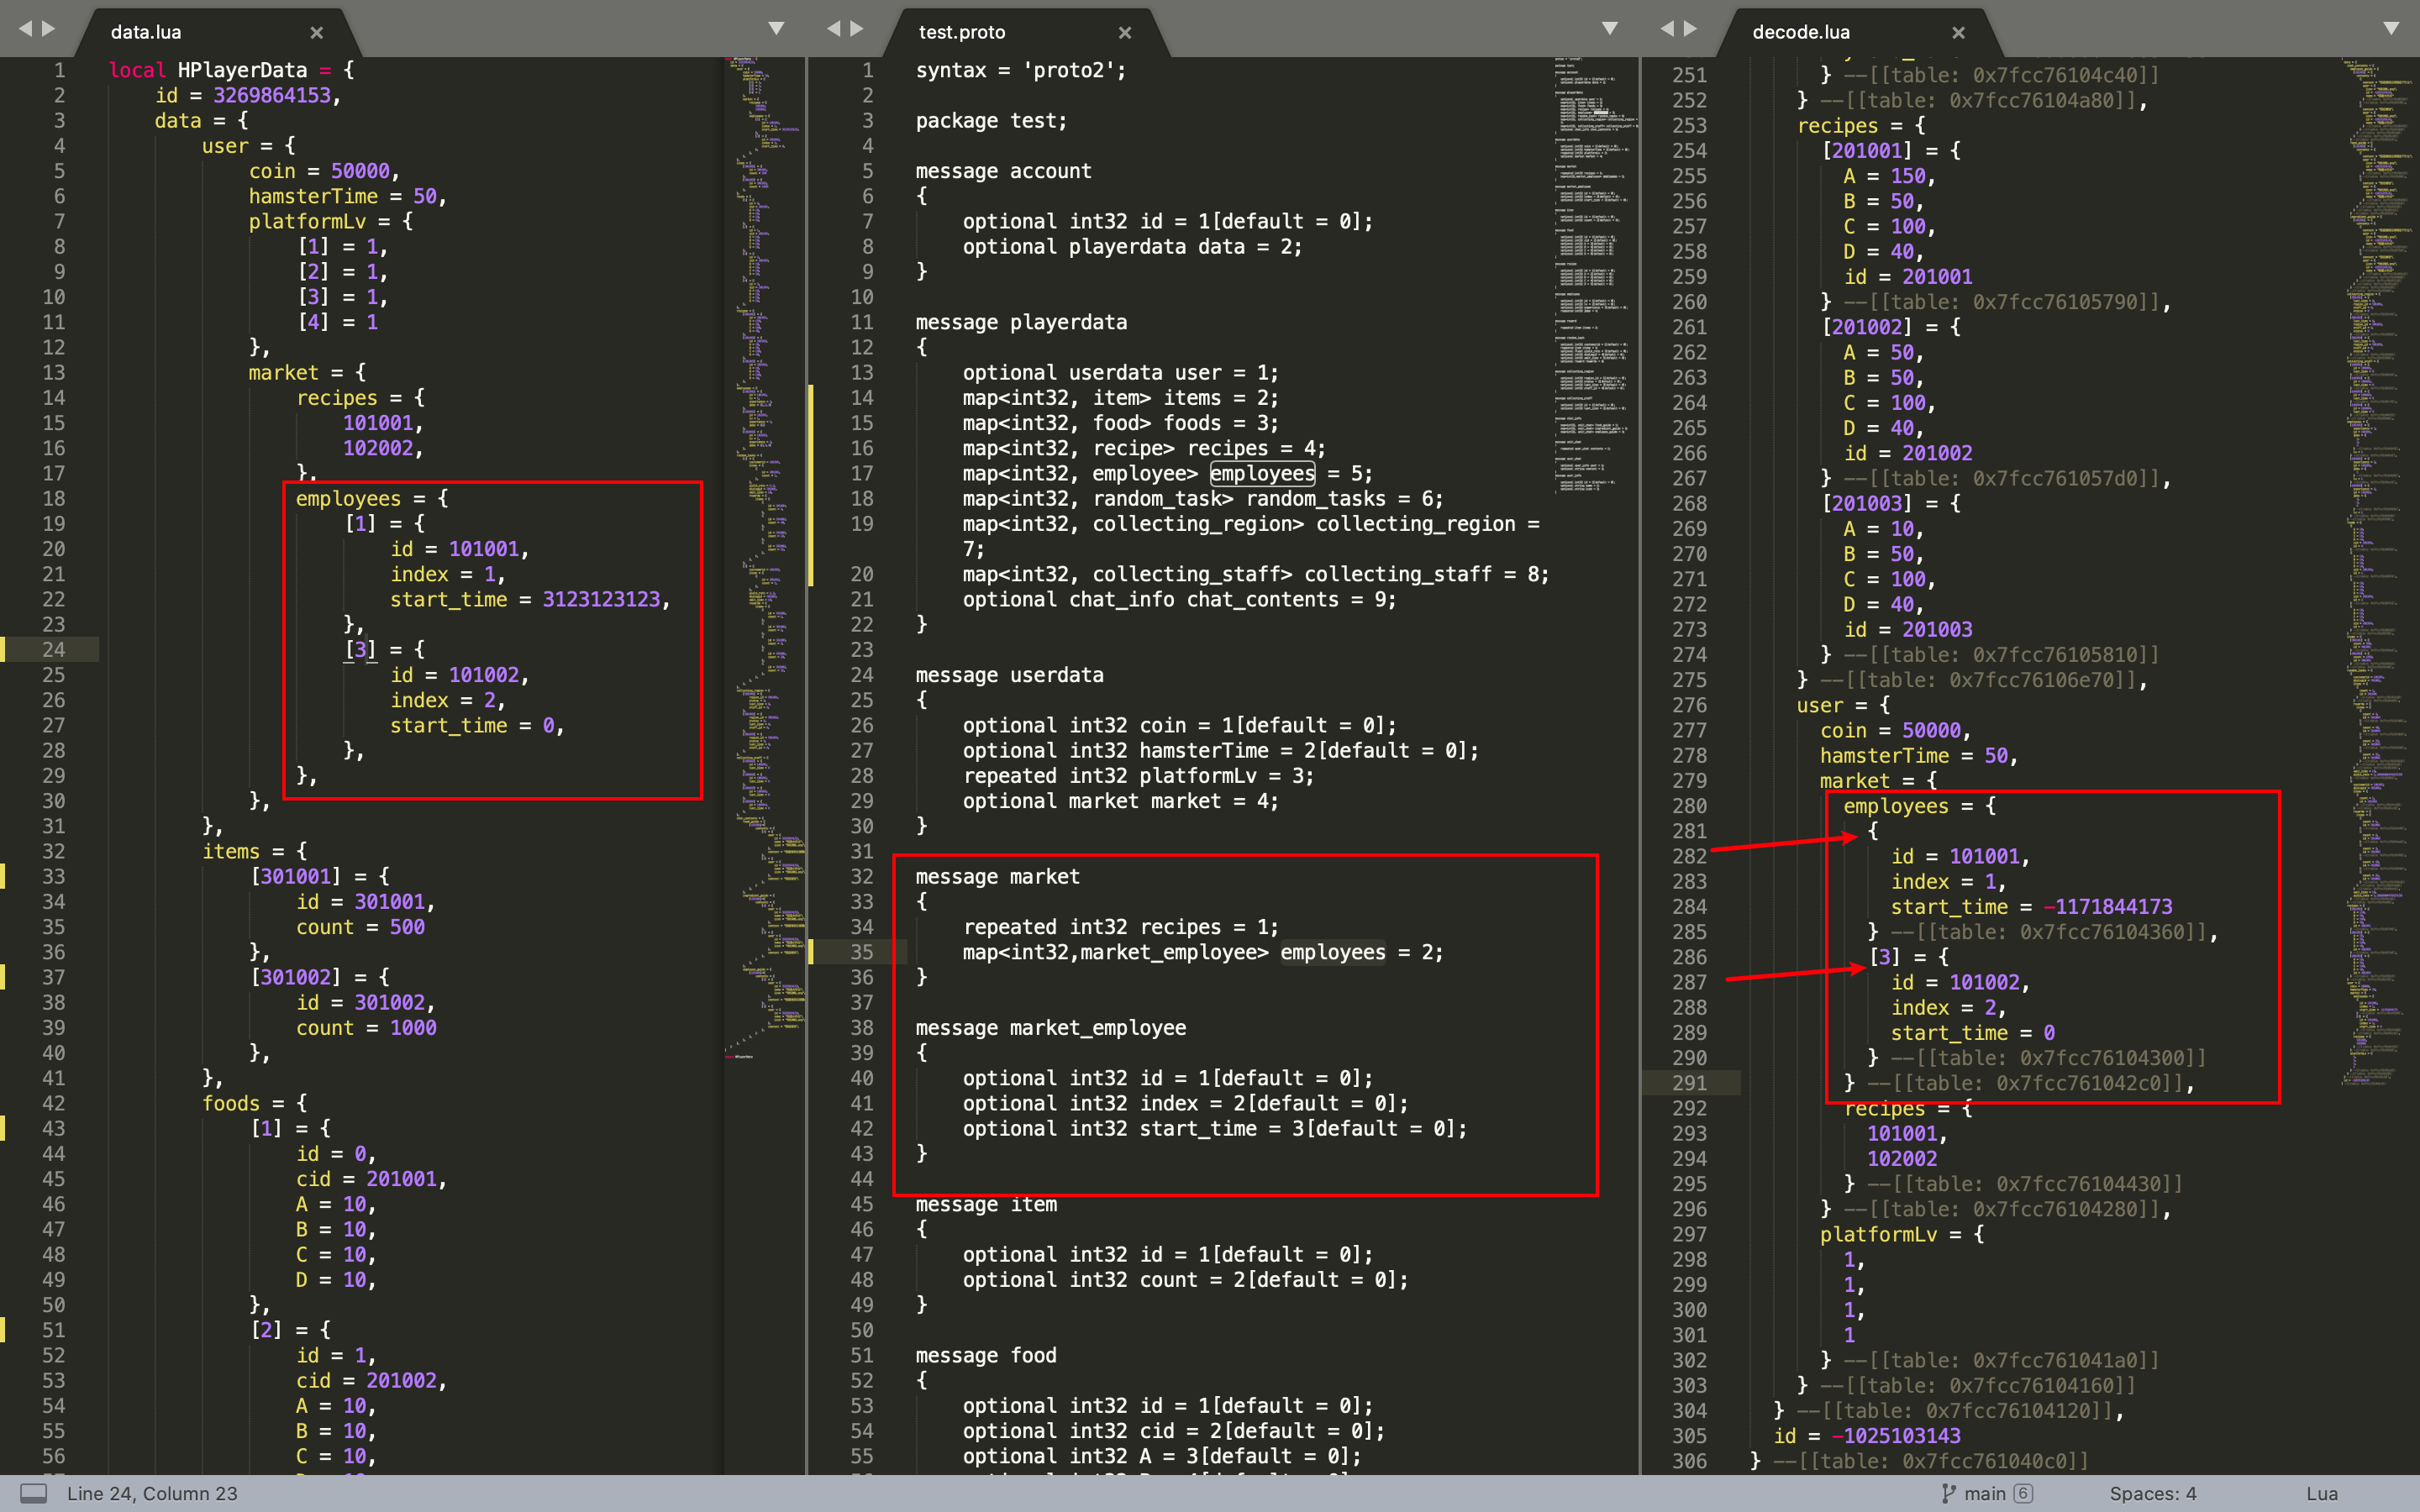 data.lua
1 local HPlayerData = {
2 id = 3269864153,
3 data = {
4 user = {
5 coin = 50000,
6 hamsterTime = 50,
7 platformLv = {
8 [1] = 1,
9 [2] = 1,
10 [3] = 1,
11 [4] = 1
12 },
13 market = {
14 recipes = {
15 101001,
16 102002,
17 },
18 employees = {
19 [1] = {
20 id = 101001,
21 index = 1,
22 start_time = 3123123123,
23 },
24 [3] = {
25 id = 101002,
26 index = 2,
27 start_time = 0,
28 },
29 },
30 },
31 },
32 items = {
33 [301001] = {
34 id = 301001,
35 count = 500
36 },
37 [301002] = {
38 id = 301002,
39 count = 1000
40 },
41 },
42 foods = {
43 [1] = {
44 id = 0,
45 cid = 201001,
46 A = 10,
47 B = 10,
48 C = 10,
49 D = 10,
50 },
51 [2] = {
52 id = 1,
53 cid = 201002,
54 A = 10,
55 B = 10,
56 C = 10,
test.proto
1 syntax = 'proto2';
2
3 package test;
4
5 message account
6 {
7 optional int32 id = 1[default = 0];
8 optional playerdata data = 2;
9 }
10
11 message playerdata
12 {
13 optional userdata user = 1;
14 map<int32, item> items = 2;
15 map<int32, food> foods = 3;
16 map<int32, recipe> recipes = 4;
17 map<int32, employee> employees = 5;
18 map<int32, random_task> random_tasks = 6;
19 map<int32, collecting_region> collecting_region =
7;
20 map<int32, collecting_staff> collecting_staff = 8;
21 optional chat_info chat_contents = 9;
22 }
23
24 message userdata
25 {
26 optional int32 coin = 1[default = 0];
27 optional int32 hamsterTime = 2[default = 0];
28 repeated int32 platformLv = 3;
29 optional market market = 4;
30 }
31
32 message market
33 {
34 repeated int32 recipes = 1;
35 map<int32,market_employee> employees = 2;
36 }
37
38 message market_employee
39 {
40 optional int32 id = 1[default = 0];
41 optional int32 index = 2[default = 0];
42 optional int32 start_time = 3[default = 0];
43 }
44
45 message item
46 {
47 optional int32 id = 1[default = 0];
48 optional int32 count = 2[default = 0];
49 }
50
51 message food
52 {
53 optional int32 id = 1[default = 0];
54 optional int32 cid = 2[default = 0];
55 optional int32 A = 3[default = 0];
decode.lua
251 } --[[table: 0x7fcc76104c40]]
252 } --[[table: 0x7fcc76104a80]],
253 recipes = {
254 [201001] = {
255 A = 150,
256 B = 50,
257 C = 100,
258 D = 40,
259 id = 201001
260 } --[[table: 0x7fcc76105790]],
261 [201002] = {
262 A = 50,
263 B = 50,
264 C = 100,
265 D = 40,
266 id = 201002
267 } --[[table: 0x7fcc761057d0]],
268 [201003] = {
269 A = 10,
270 B = 50,
271 C = 100,
272 D = 40,
273 id = 201003
274 } --[[table: 0x7fcc76105810]]
275 } --[[table: 0x7fcc76106e70]],
276 user = {
277 coin = 50000,
278 hamsterTime = 50,
279 market = {
280 employees = {
281 {
282 id = 101001,
283 index = 1,
284 start_time = -1171844173
285 } --[[table: 0x7fcc76104360]],
286 [3] = {
287 id = 101002,
288 index = 2,
289 start_time = 0
290 } --[[table: 0x7fcc76104300]]
291 } --[[table: 0x7fcc761042c0]],
292 recipes = {
293 101001,
294 102002
295 } --[[table: 0x7fcc76104430]]
296 } --[[table: 0x7fcc76104280]],
297 platformLv = {
298 1,
299 1,
300 1,
301 1
302 } --[[table: 0x7fcc761041a0]]
303 } --[[table: 0x7fcc76104160]]
304 } --[[table: 0x7fcc76104120]],
305 id = -1025103143
306 } --[[table: 0x7fcc761040c0]]
Line 24, Column 23
main 6
Spaces: 4
Lua